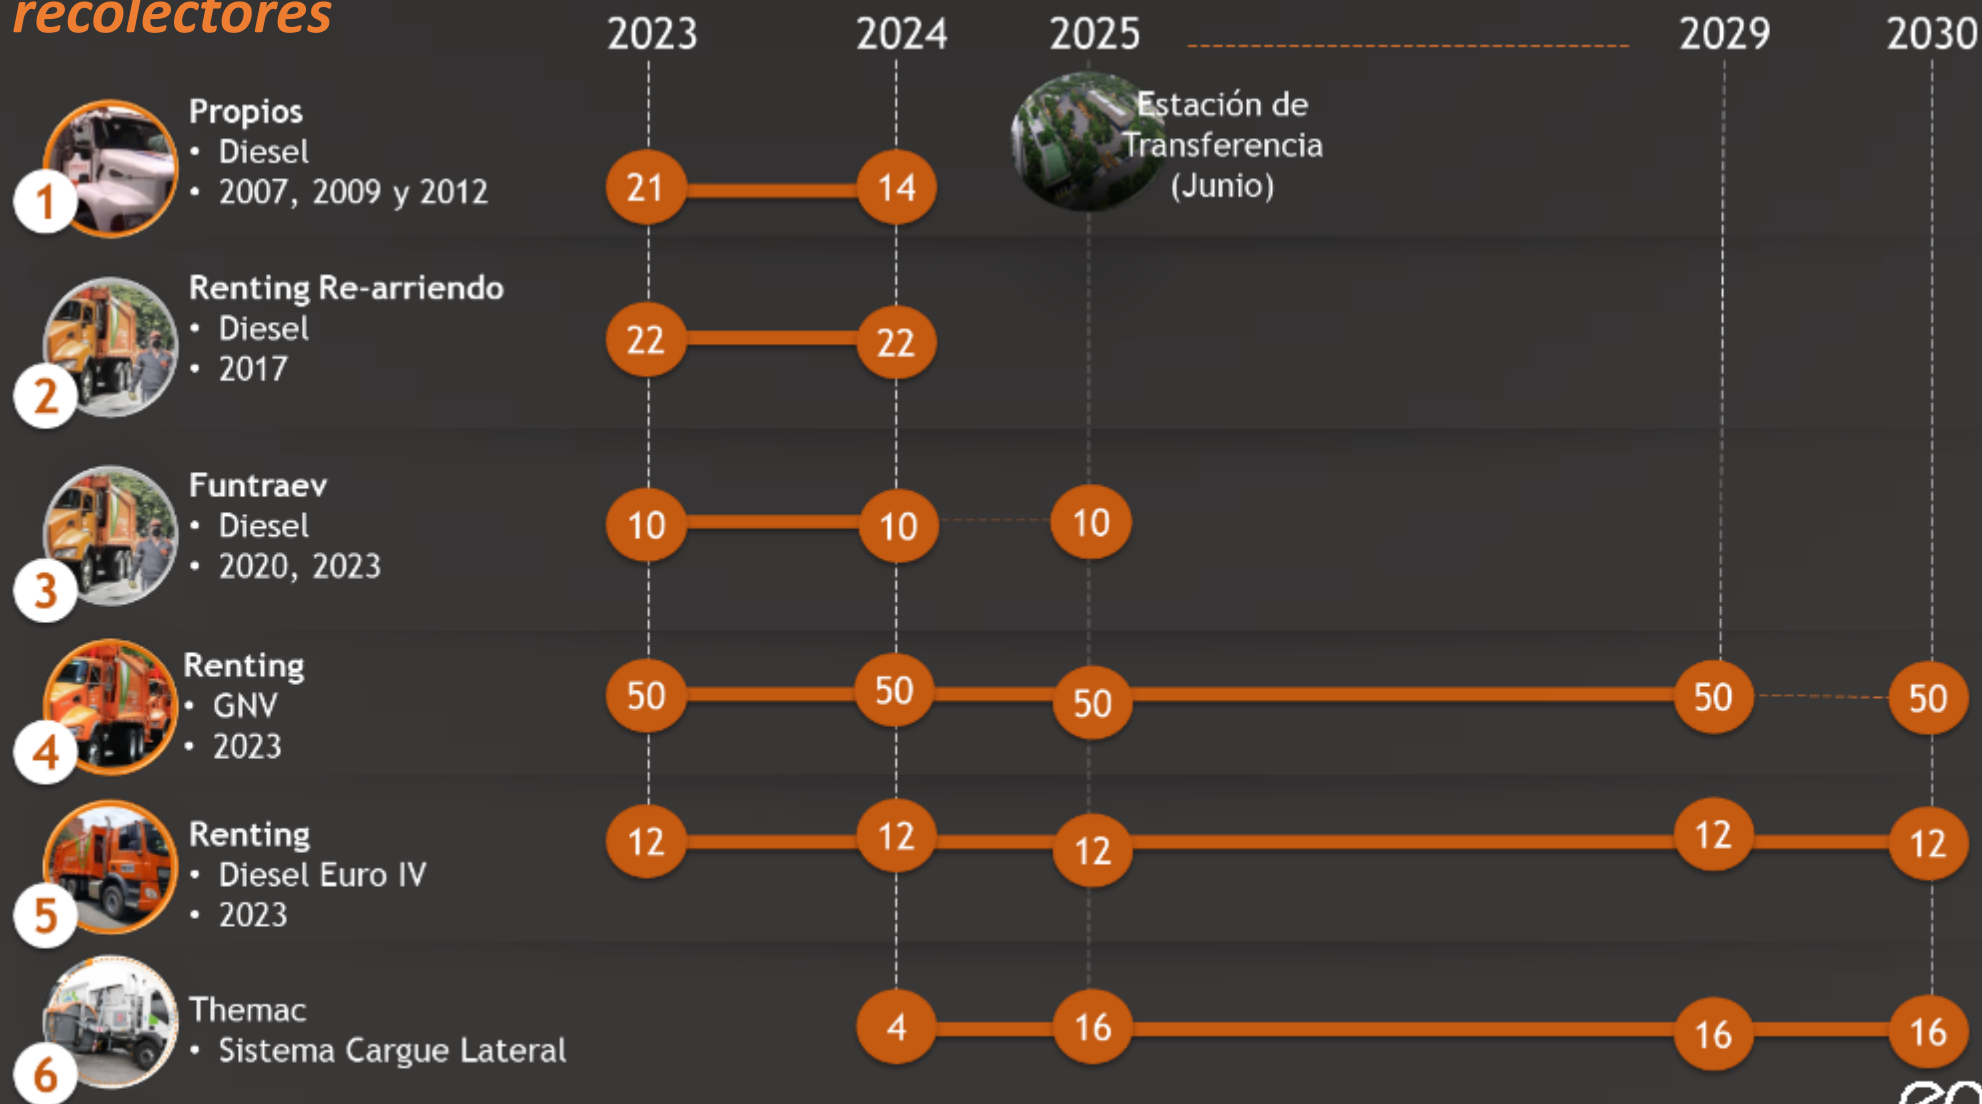 recolectores
2023 2024 2025 2029 2030
Estación de
Transferencia
(Junio)
1
Propios
• Diesel
• 2007, 2009 y 2012
21 14
2
Renting Re-arriendo
• Diesel
• 2017
22 22
3
Funtraev
• Diesel
• 2020, 2023
10 10 10
4
Renting
• GNV
• 2023
50 50 50 50 50
5
Renting
• Diesel Euro IV
• 2023
12 12 12 12 12
6
Themac
• Sistema Cargue Lateral
4 16 16 16